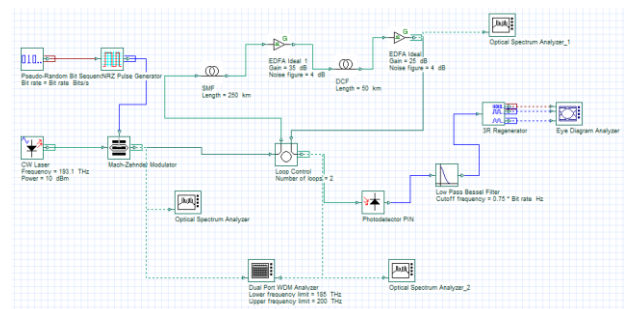 Optical Spectrum Analyzer_1
EDFA Ideal
Gain = 25 dB
Noise figure = 4 dB
EDFA Ideal 1
Gain = 35 dB
Noise figure = 4 dB
DCF
Length = 50 km
SMF
Length = 250 km
Pseudo-Random Bit Sequence
Bit rate = Bit rate Bits/s
NRZ Pulse Generator
3R Regenerator
Eye Diagram Analyzer
CW Laser
Frequency = 193.1 THz
Power = 10 dBm
Mach-Zehnder Modulator
Loop Control
Number of loops = 2
Low Pass Bessel Filter
Cutoff frequency = 0.75 * Bit rate Hz
Optical Spectrum Analyzer
Photodetector PIN
Dual Port WDM Analyzer
Lower frequency limit = 185 THz
Upper frequency limit = 200 THz
Optical Spectrum Analyzer_2